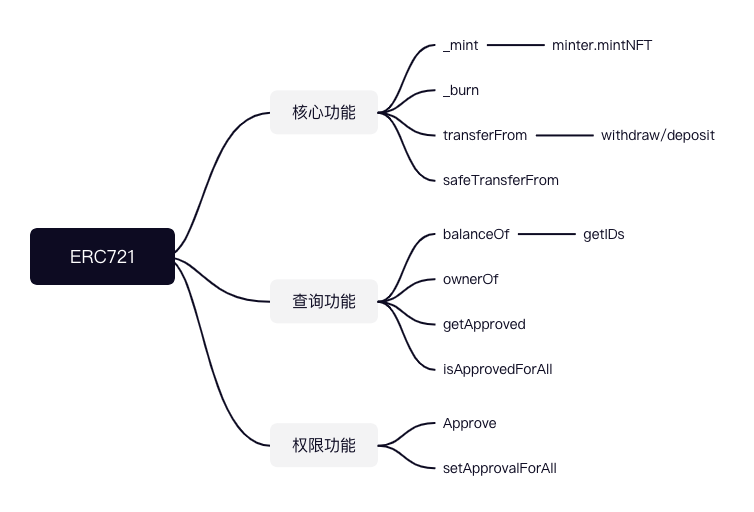 ERC721
核心功能
_mint
minter.mintNFT
_burn
transferFrom
withdraw/deposit
safeTransferFrom
查询功能
balanceOf
getIDs
ownerOf
getApproved
isApprovedForAll
权限功能
Approve
setApprovalForAll